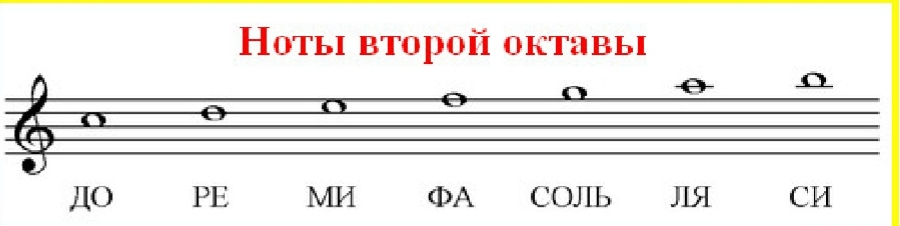 Ноты второй октавы
ДО РЕ МИ ФА СОЛЬ ЛЯ СИ